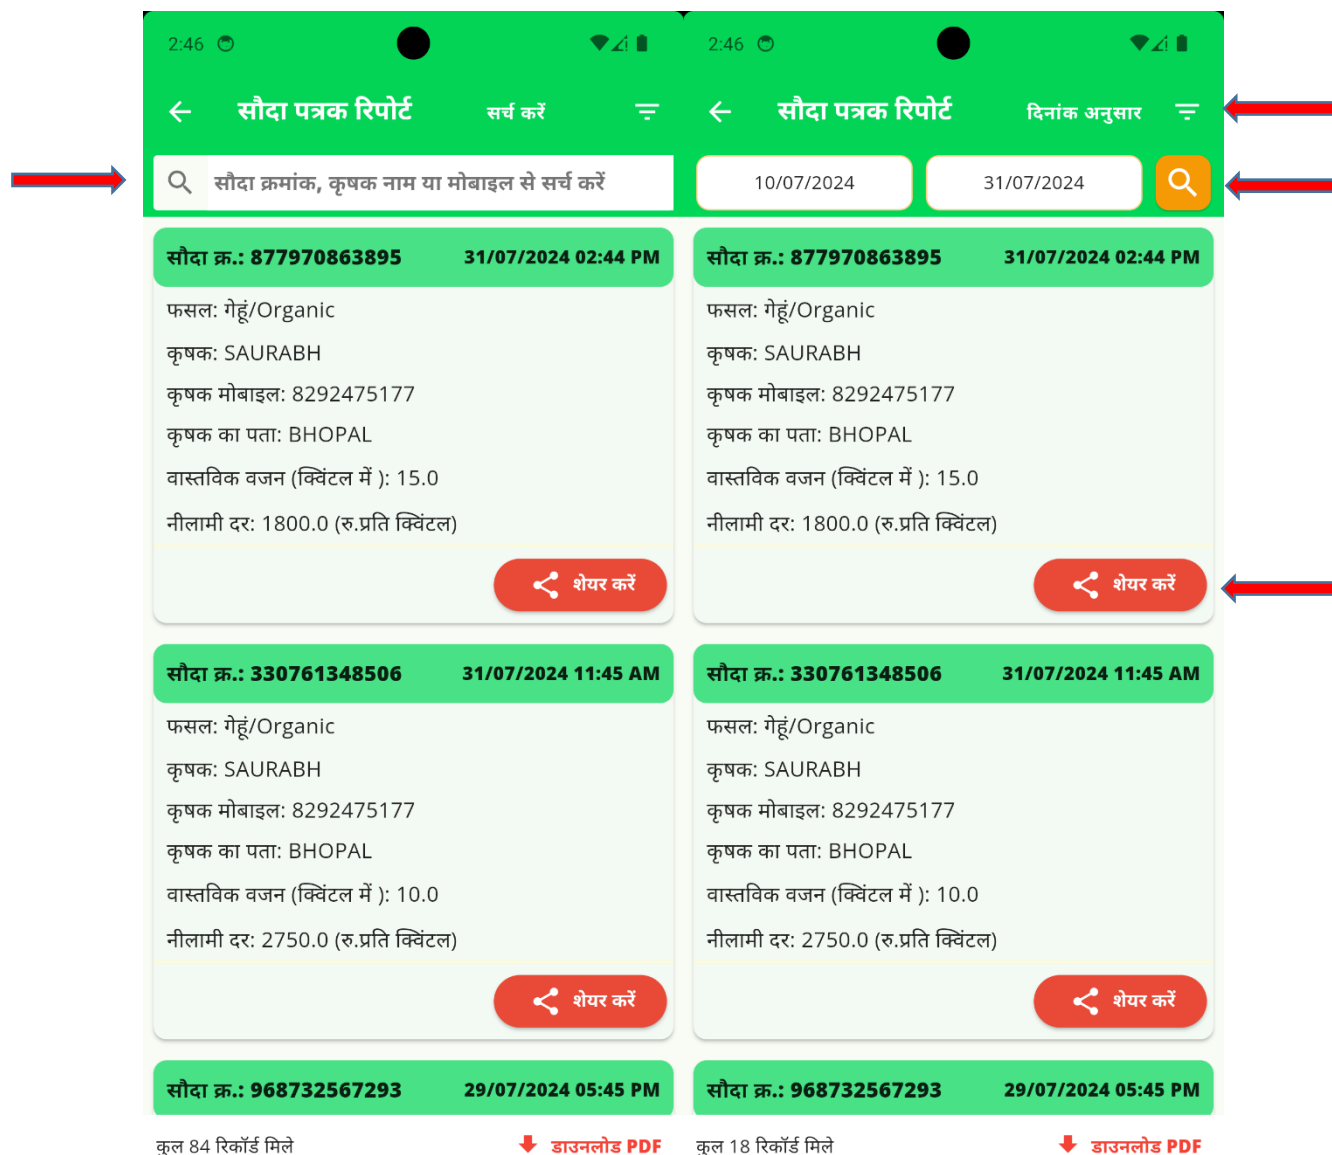 2:46
सौदा पत्रक रिपोर्ट सर्च करें
सौदा क्रमांक, कृषक नाम या मोबाइल से सर्च करें
सौदा क्र.: 877970863895 31/07/2024 02:44 PM
फसल: गेहूं/Organic
कृषक: SAURABH
कृषक मोबाइल: 8292475177
कृषक का पता: BHOPAL
वास्तविक वजन (क्विंटल में ): 15.0
नीलामी दर: 1800.0 (रु.प्रति क्विंटल)
शेयर करें
सौदा क्र.: 330761348506 31/07/2024 11:45 AM
फसल: गेहूं/Organic
कृषक: SAURABH
कृषक मोबाइल: 8292475177
कृषक का पता: BHOPAL
वास्तविक वजन (क्विंटल में ): 10.0
नीलामी दर: 2750.0 (रु.प्रति क्विंटल)
शेयर करें
सौदा क्र.: 968732567293 29/07/2024 05:45 PM
कुल 84 रिकॉर्ड मिले डाउनलोड PDF
2:46
सौदा पत्रक रिपोर्ट दिनांक अनुसार
10/07/2024 31/07/2024
सौदा क्र.: 877970863895 31/07/2024 02:44 PM
फसल: गेहूं/Organic
कृषक: SAURABH
कृषक मोबाइल: 8292475177
कृषक का पता: BHOPAL
वास्तविक वजन (क्विंटल में ): 15.0
नीलामी दर: 1800.0 (रु.प्रति क्विंटल)
शेयर करें
सौदा क्र.: 330761348506 31/07/2024 11:45 AM
फसल: गेहूं/Organic
कृषक: SAURABH
कृषक मोबाइल: 8292475177
कृषक का पता: BHOPAL
वास्तविक वजन (क्विंटल में ): 10.0
नीलामी दर: 2750.0 (रु.प्रति क्विंटल)
शेयर करें
सौदा क्र.: 968732567293 29/07/2024 05:45 PM
कुल 18 रिकॉर्ड मिले डाउनलोड PDF